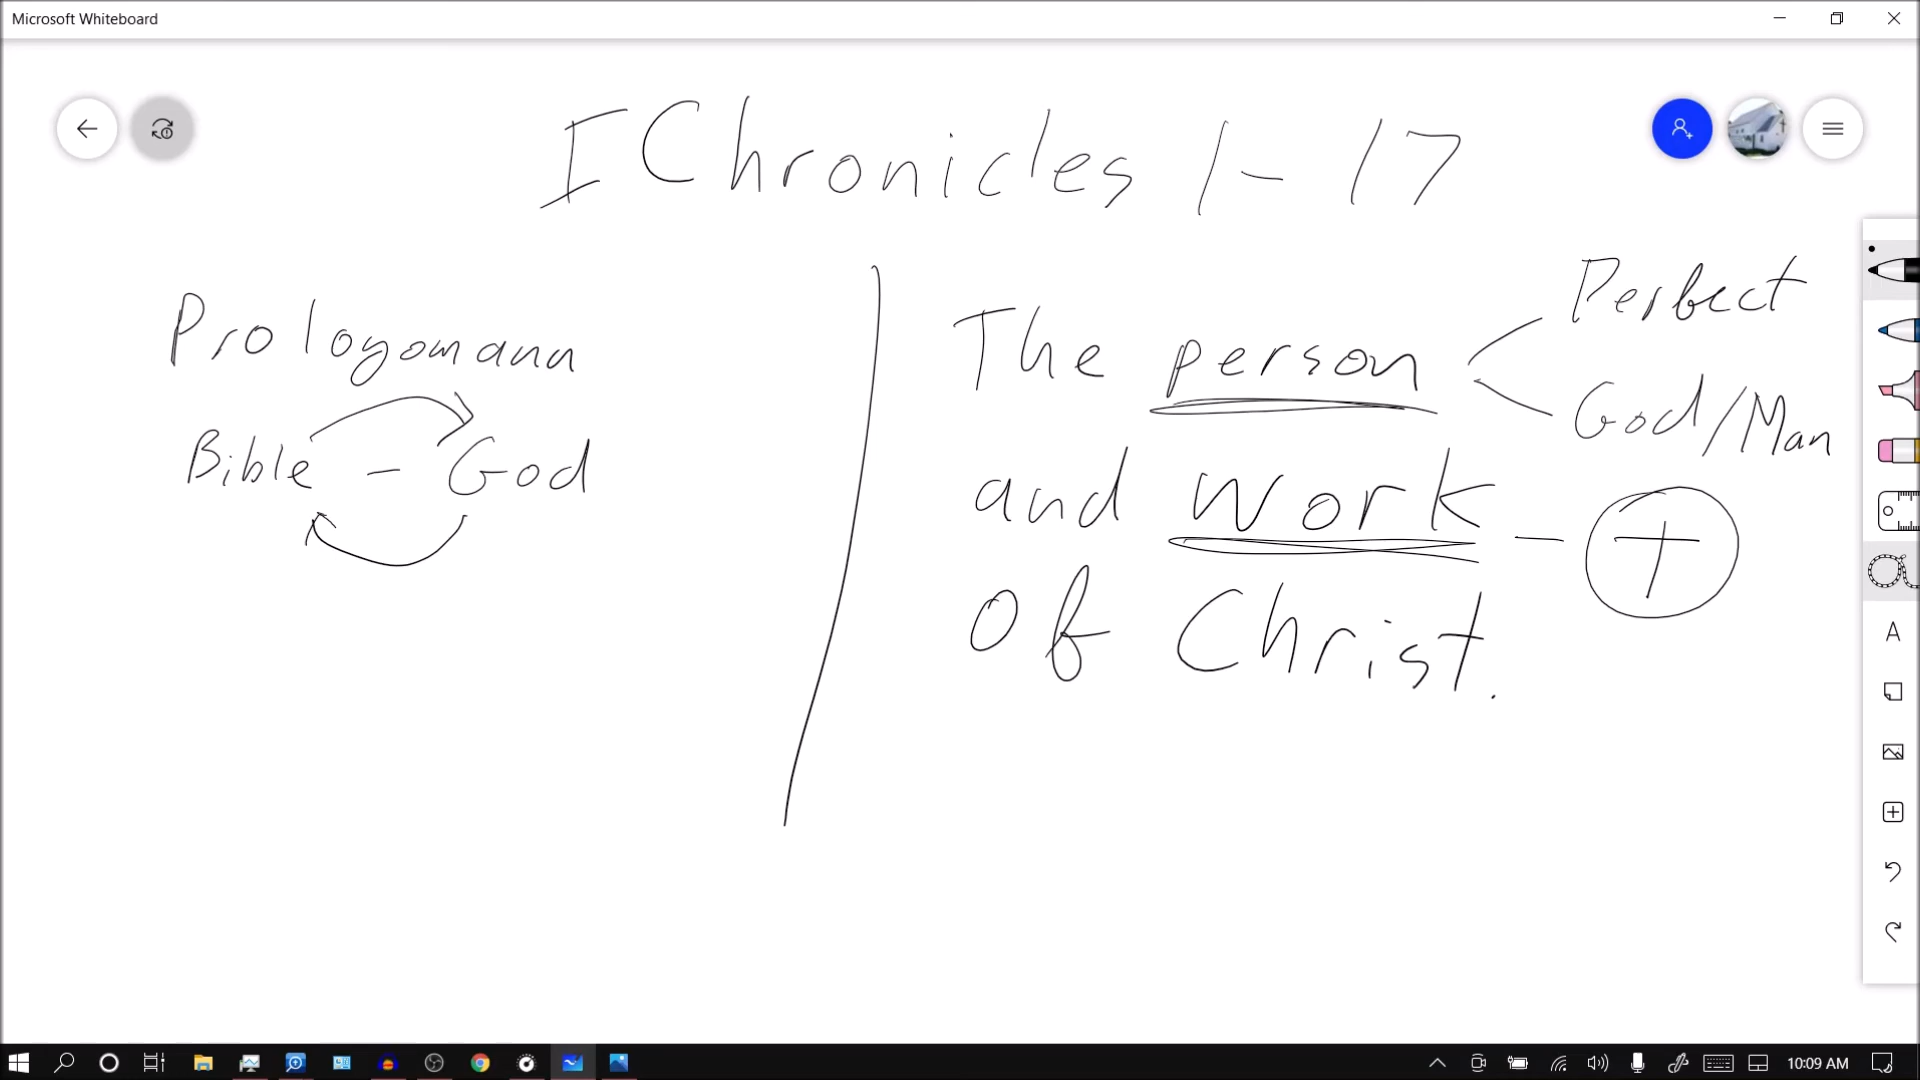 Microsoft Whiteboard
I Chronicles 1-17
Prologomana
Bible - God
The person
Perfect
God/Man
and work -
Of Christ.
A
10:09 AM